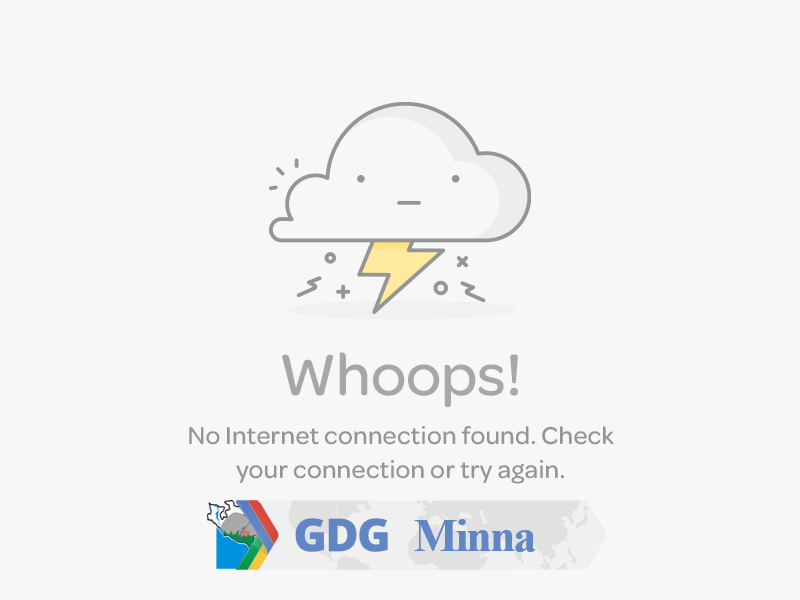 Whoops!
No Internet connection found. Check
your connection or try again.
GDG Minna